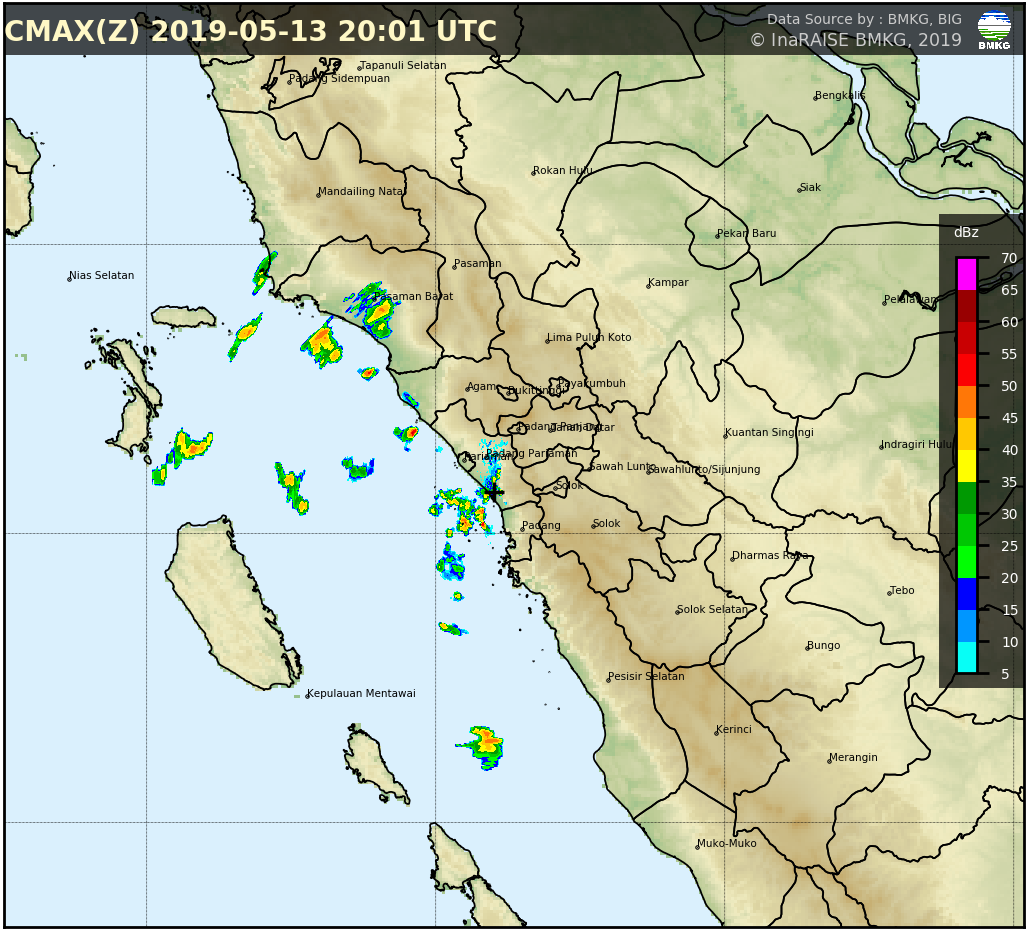 CMAX(Z) 2019-05-13 20:01 UTC
Data Source by : BMKG, BIG
© InaRAISE BMKG, 2019
BMKG
Tapanuli Selatan
Padang Sidempuan
Bengkalis
Rokan Hulu
Siak
Mandailing Natal
Pekan Baru
dBz
Pasaman
70
Nias Selatan
Kampar
65
Pasaman Barat
Pelalawan
60
Lima Puluh Koto
55
50
Agam
Bukittinggi
Payakumbuh
45
Padang Panjang
Tanah Datar
Kuantan Singingi
Indragiri Hulu
40
Pariaman
Padang Pariaman
Sawah Lunto
Sawahlunto/Sijunjung
35
Solok
30
Padang
Solok
25
Dharmas Raya
20
Tebo
15
Solok Selatan
Bungo
10
Pesisir Selatan
5
Kepulauan Mentawai
Kerinci
Merangin
Muko-Muko